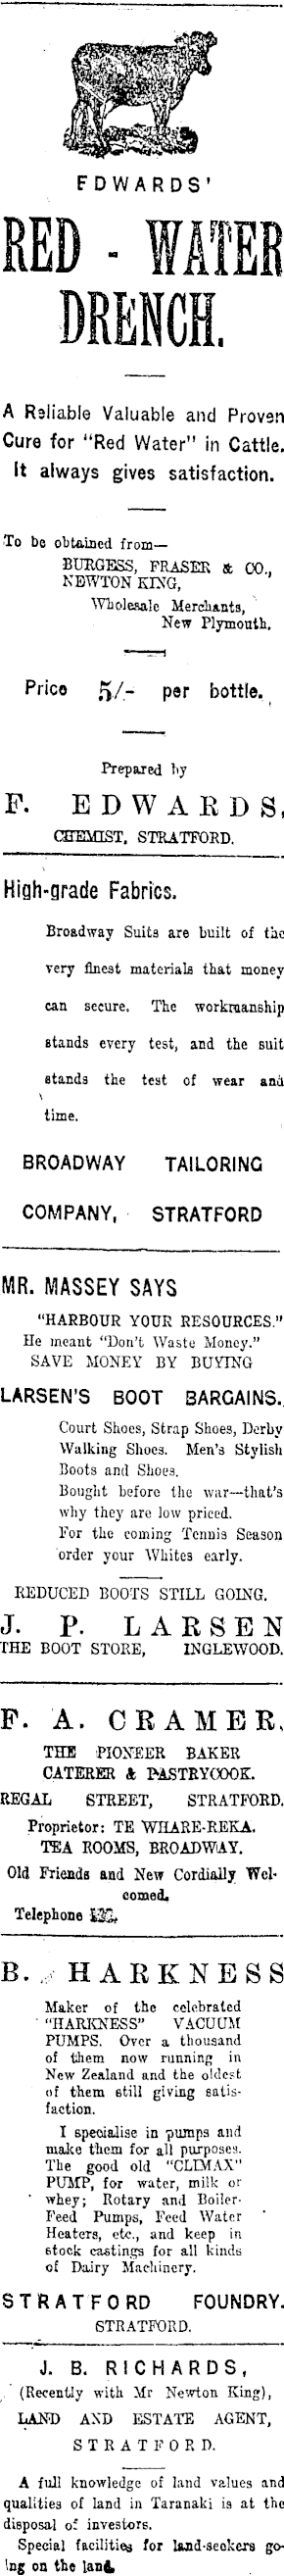 EDWARDS'
RED - WATER
DRENCH.
A Reliable Valuable and Proven
Cure for "Red Water" in Cattle.
It always gives satisfaction.
To be obtained from—
BURGESS, FRASER & CO.,
NEWTON KING,
Wholesale Merchants,
New Plymouth.
Price 5/- per bottle.
Prepared by
F. EDWARDS,
CHEMIST, STRATFORD.
High-grade Fabrics.
Broadway Suits are built of the
very finest materials that money
can secure. The workmanship
stands every test, and the suit
stands the test of wear and
time.
BROADWAY TAILORING
COMPANY, STRATFORD
MR. MASSEY SAYS
"HARBOUR YOUR RESOURCES."
He meant "Don't Waste Money."
SAVE MONEY BY BUYING
LARSEN'S BOOT BARGAINS.
Court Shoes, Strap Shoes, Derby
Walking Shoes. Men's Stylish
Boots and Shoes.
Bought before the war—that's
why they are low priced.
For the coming Tennis Season
order your Whites early.
REDUCED BOOTS STILL GOING.
J. P. LARSEN
THE BOOT STORE, INGLEWOOD.
F. A. CRAMER,
THE PIONEER BAKER
CATERER & PASTRYCOOK.
REGAL STREET, STRATFORD.
Proprietor: TE WHARE-REKA.
TEA ROOMS, BROADWAY.
Old Friends and New Cordially Wel-
comed.
Telephone
B. HARKNESS
Maker of the celebrated
"HARKNESS" VACUUM
PUMPS. Over a thousand
of them now running in
New Zealand and the oldest
of them still giving satis-
faction.
I specialise in pumps and
make them for all purposes.
The good old "CLIMAX"
PUMP, for water, milk or
whey; Rotary and Boiler-
Feed Pumps, Feed Water
Heaters, etc., and keep in
stock castings for all kinds
of Dairy Machinery.
STRATFORD FOUNDRY.
STRATFORD.
J. B. RICHARDS,
(Recently with Mr Newton King),
LAND AND ESTATE AGENT,
STRATFORD.
A full knowledge of land values and
qualities of land in Taranaki is at the
disposal of investors.
Special facilities for land-seekers go-
ing on the land.